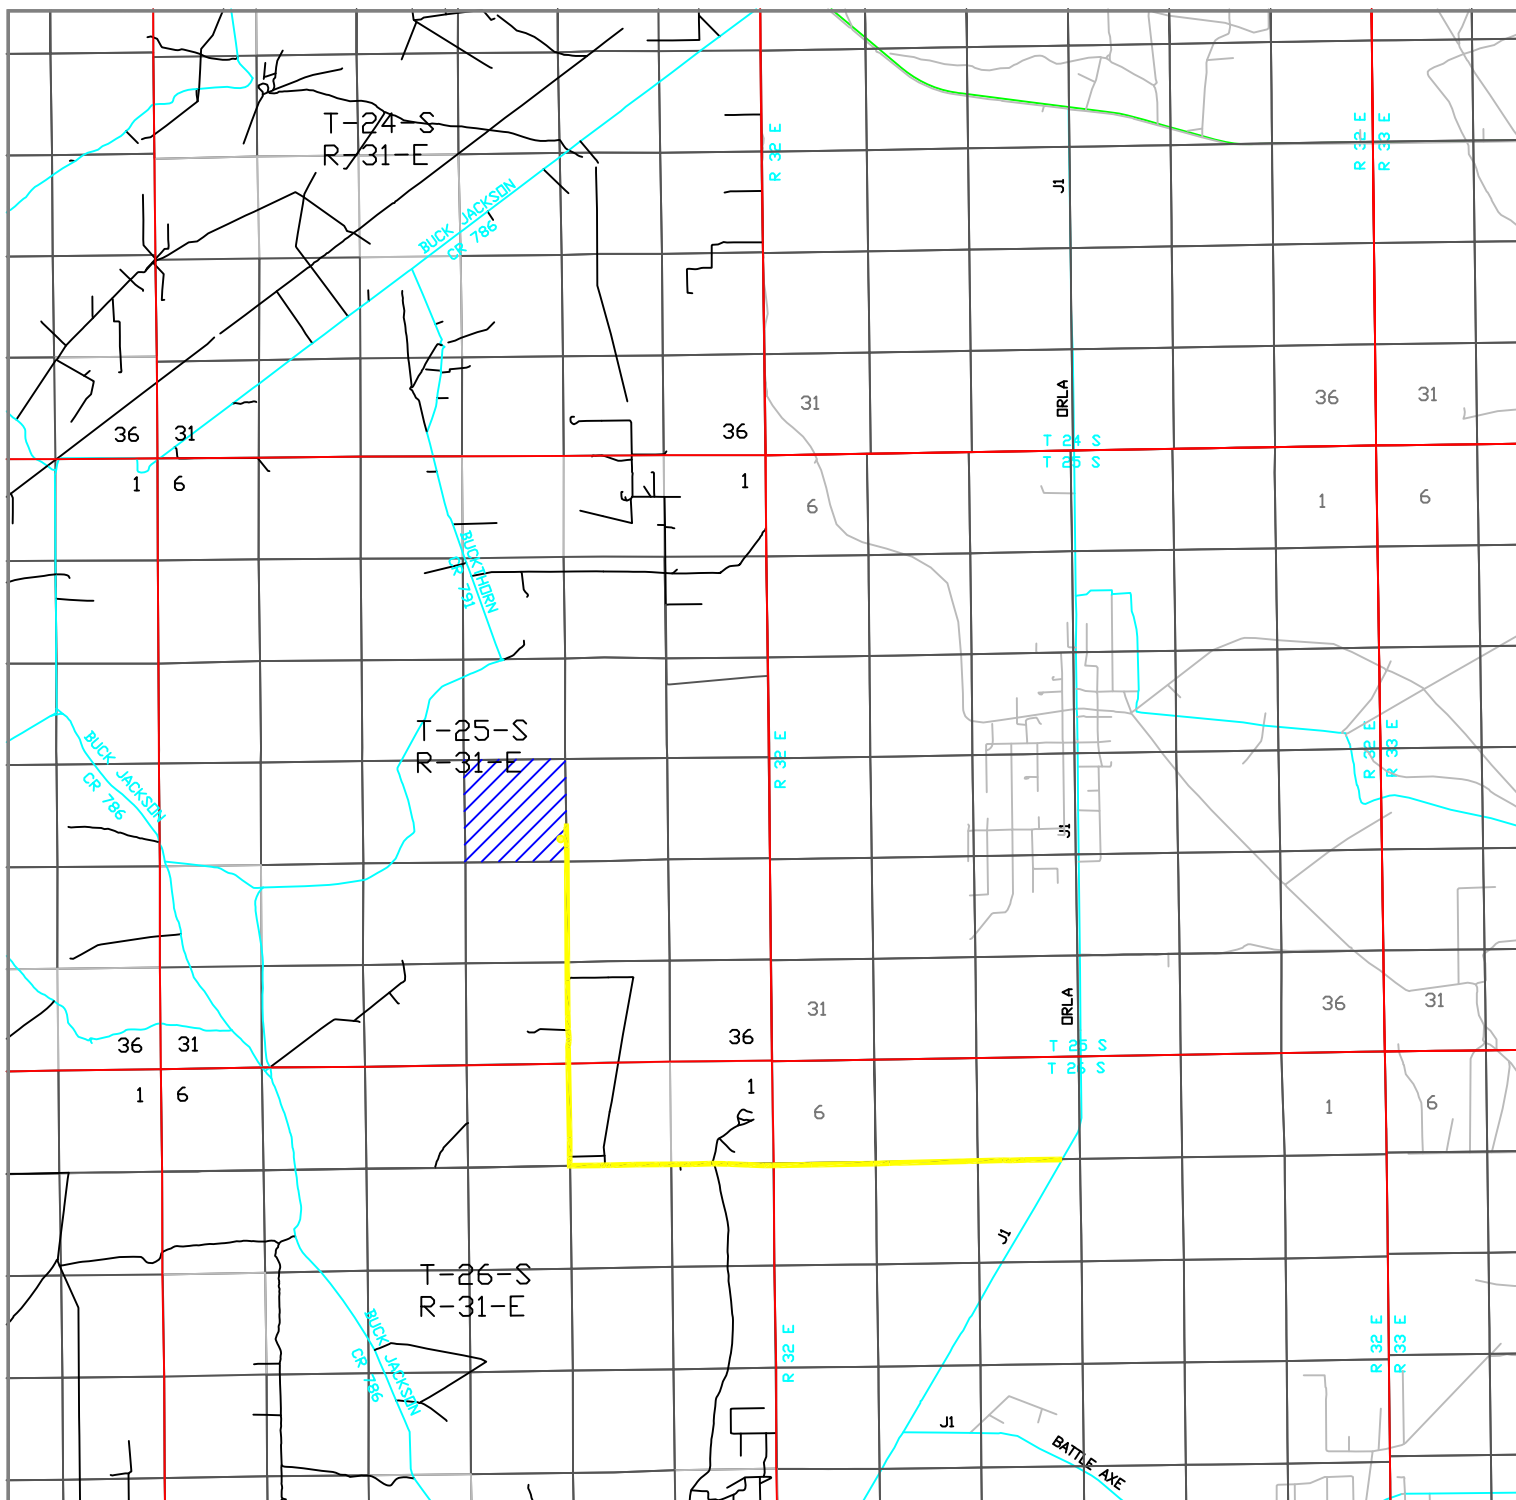 T-24-S
R-31-E
R 32 E
R 32 E
R 33 E
J1
BUCK JACKSON
CR 786
ORLA
31
36
31
36
31
36
T 24 S
T 25 S
1
6
1
6
1
6
BUCKTHORN
CR 791
T-25-S
R-31-E
R 32 E
R 32 E
R 33 E
BUCK JACKSON
CR 786
J1
ORLA
31
36
31
36
31
36
T 25 S
T 26 S
1
6
1
6
1
6
J1
T-26-S
R-31-E
R 32 E
R 32 E
R 33 E
BUCK JACKSON
CR 786
J1
BATTLE AXE